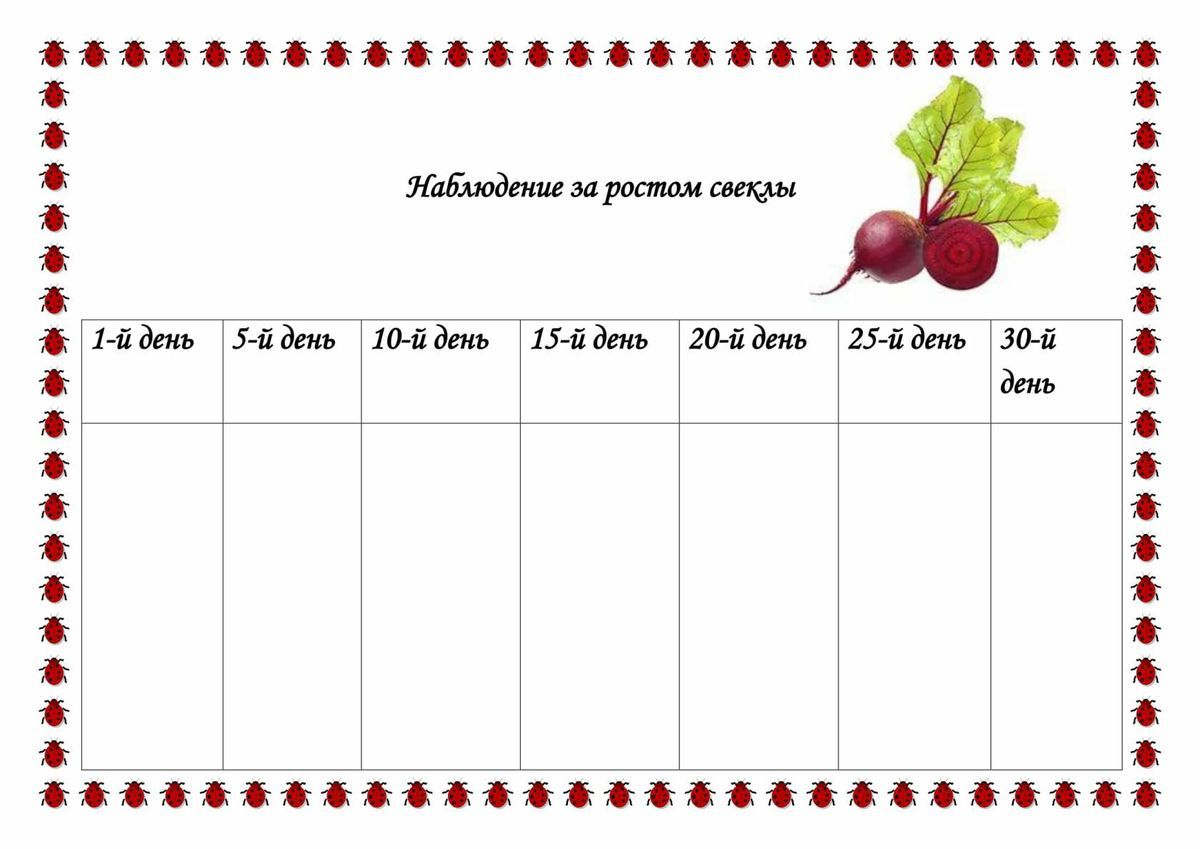 Наблюдение за ростом свеклы
1-й день 5-й день 10-й день 15-й день 20-й день 25-й день 30-й
день